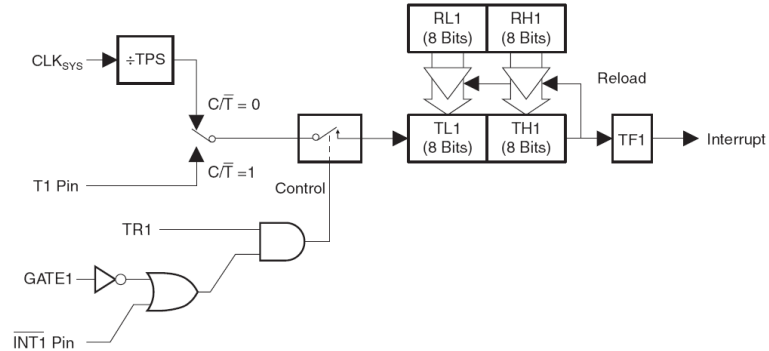 RL1
(8 Bits)
RH1
(8 Bits)
CLKSYS
÷TPS
Reload
C/T̅ = 0
TL1
(8 Bits)
TH1
(8 Bits)
TF1
Interrupt
C/T̅ =1
T1 Pin
Control
TR1
GATE1
I̅N̅T̅1̅ Pin